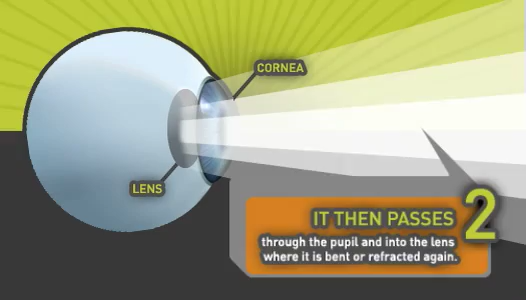 CORNEA
LENS
IT THEN PASSES 2
through the pupil and into the lens
where it is bent or refracted again.